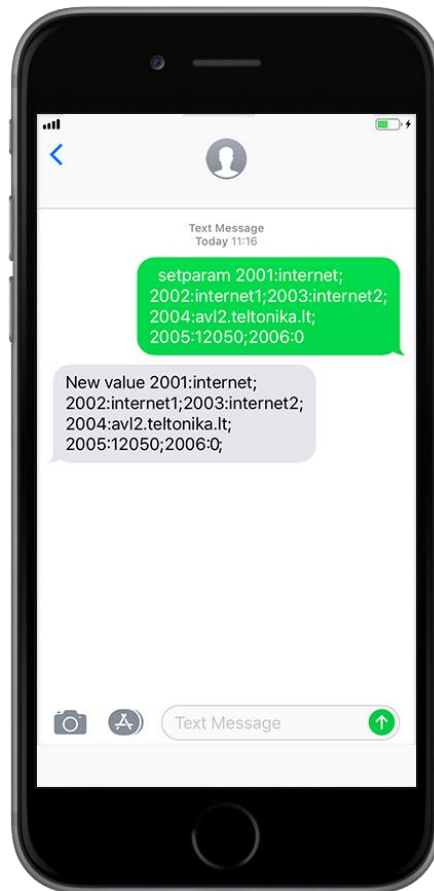 Text Message
Today 11:16
setparam 2001:internet;
2002:internet1;2003:internet2;
2004:avl2.teltonika.lt;
2005:12050;2006:0
New value 2001:internet;
2002:internet1;2003:internet2;
2004:avl2.teltonika.lt;
2005:12050;2006:0;
Text Message